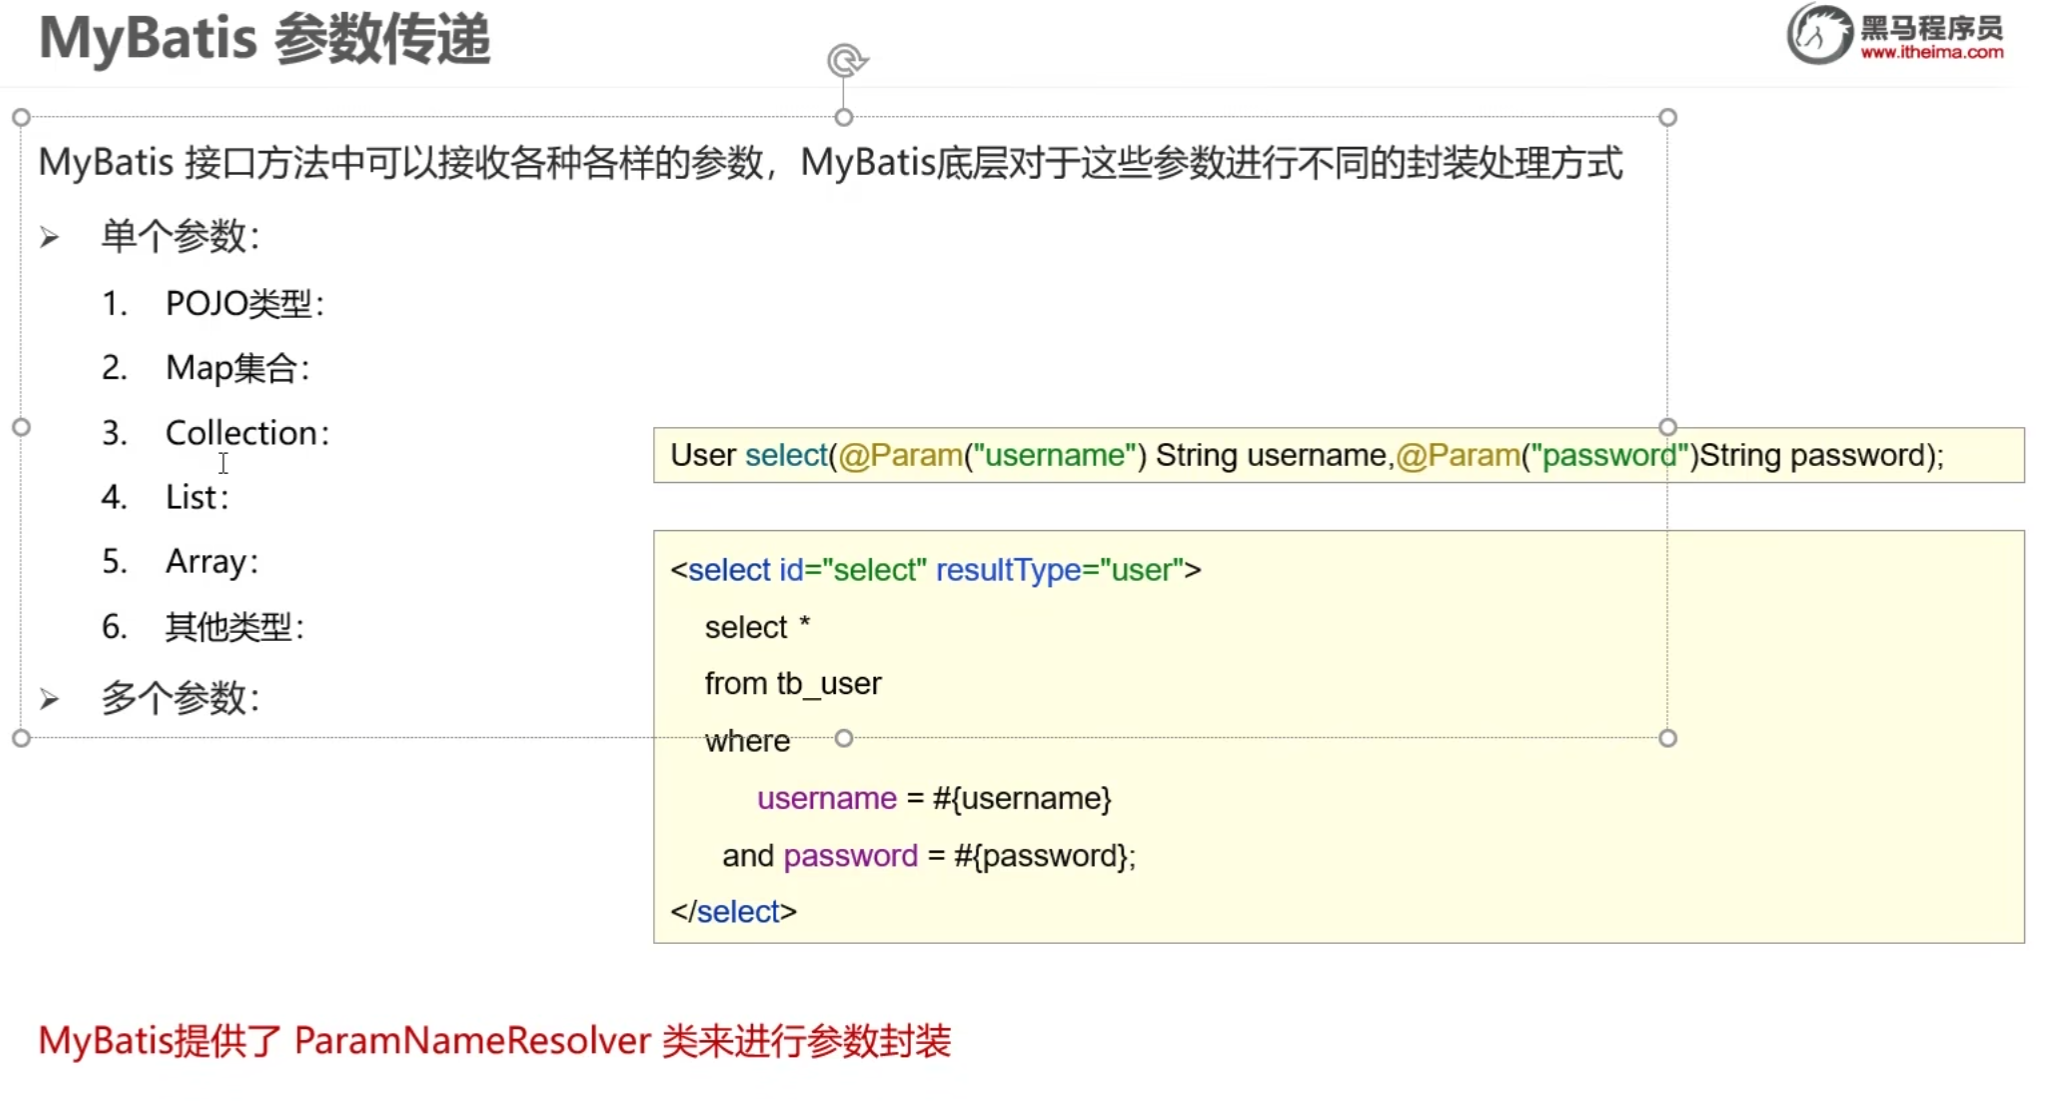 MyBatis 参数传递
黑马程序员
www.itheima.com
MyBatis 接口方法中可以接收各种各样的参数，MyBatis底层对于这些参数进行不同的封装处理方式
➢ 单个参数：
1. POJO类型：
2. Map集合：
3. Collection：
4. List：
5. Array：
6. 其他类型：
➢ 多个参数：
User select(@Param("username") String username,@Param("password")String password);
<select id="select" resultType="user">
select *
from tb_user
where
username = #{username}
and password = #{password};
</select>
MyBatis提供了 ParamNameResolver 类来进行参数封装